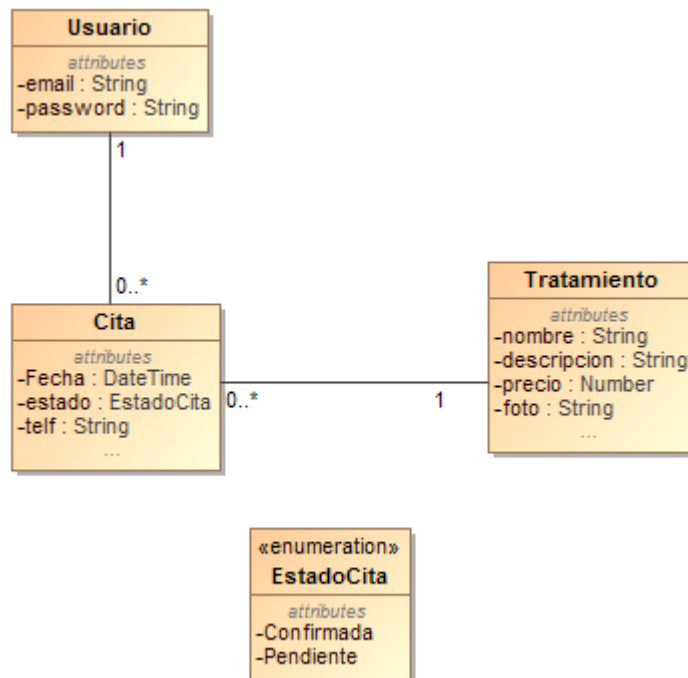 Usuario
attributes
-email : String
-password : String
1
0..*
Cita
attributes
-Fecha : DateTime
-estado : EstadoCita
-telf : String
...
0..*
1
Tratamiento
attributes
-nombre : String
-descripcion : String
-precio : Number
-foto : String
...
«enumeration»
EstadoCita
attributes
-Confirmada
-Pendiente